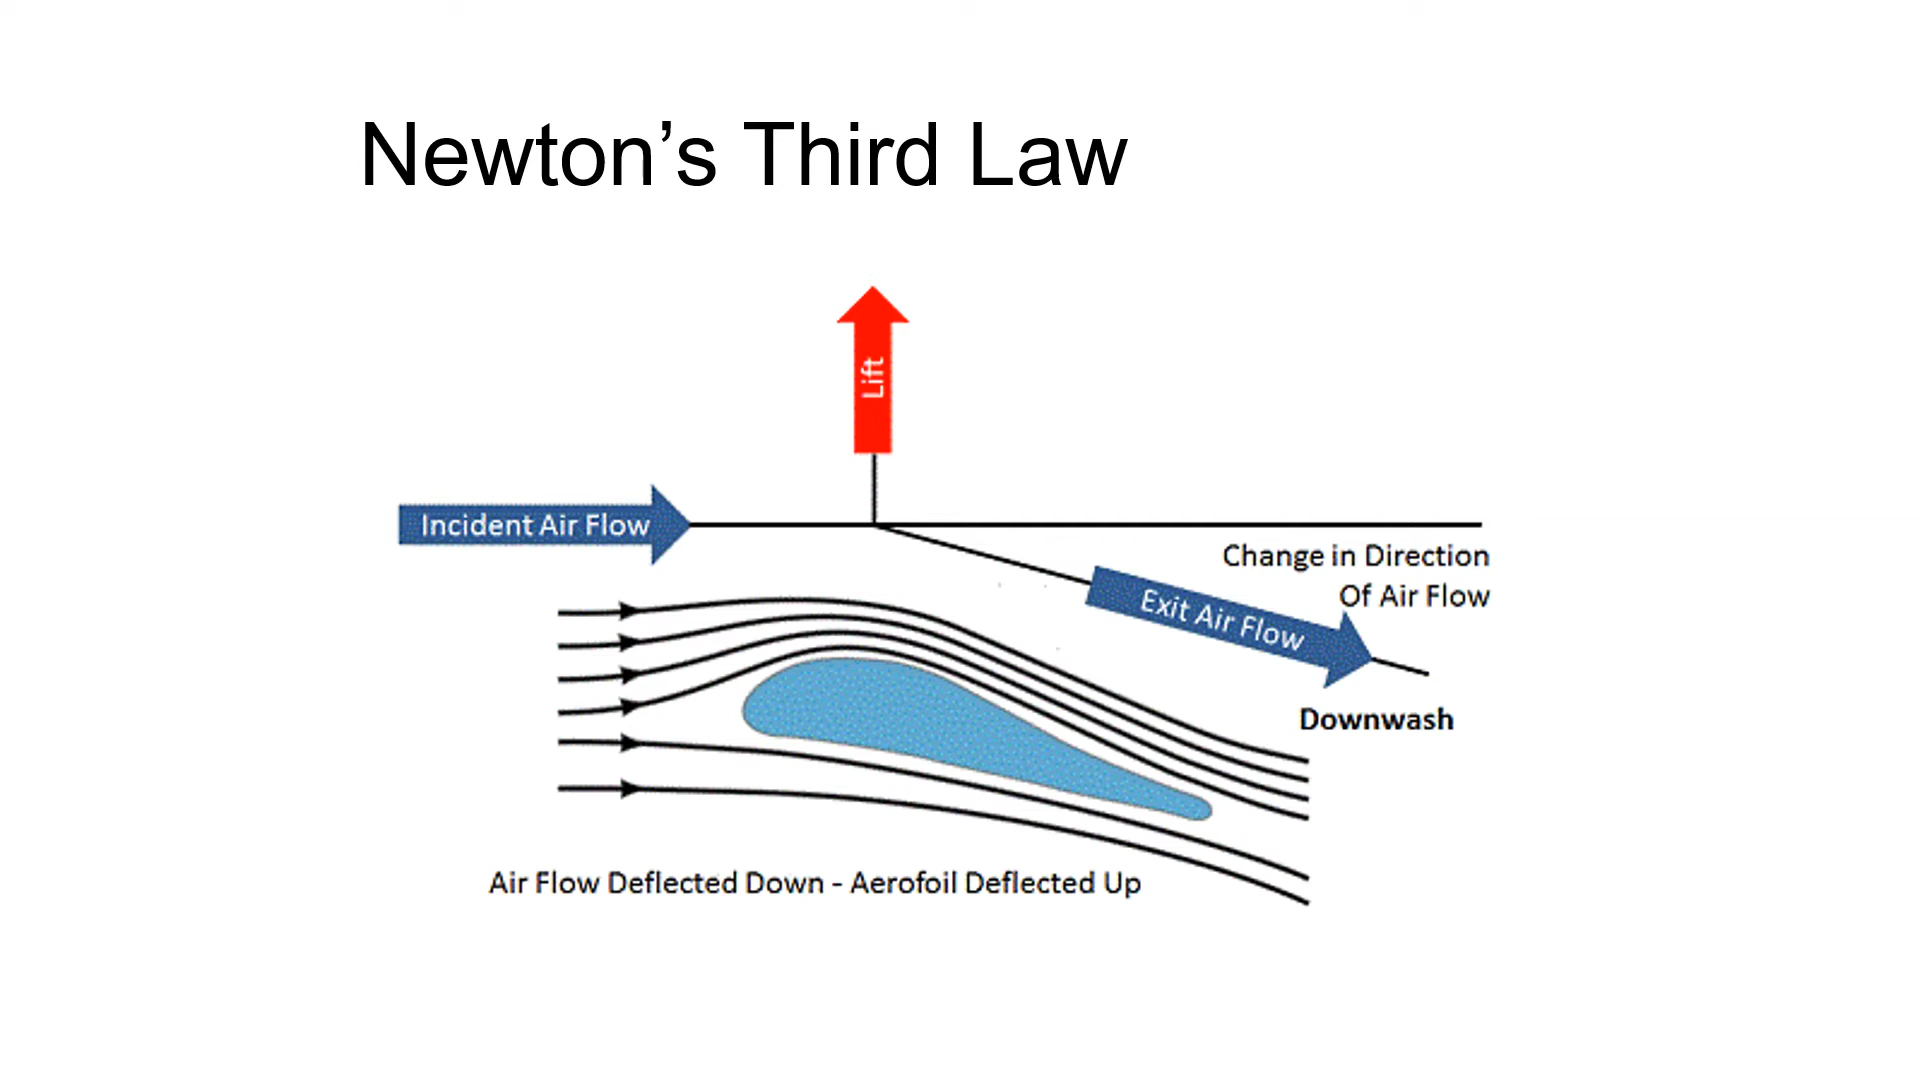 Newton’s Third Law
Lift
Incident Air Flow
Change in Direction
Of Air Flow
Exit Air Flow
Downwash
Air Flow Deflected Down - Aerofoil Deflected Up